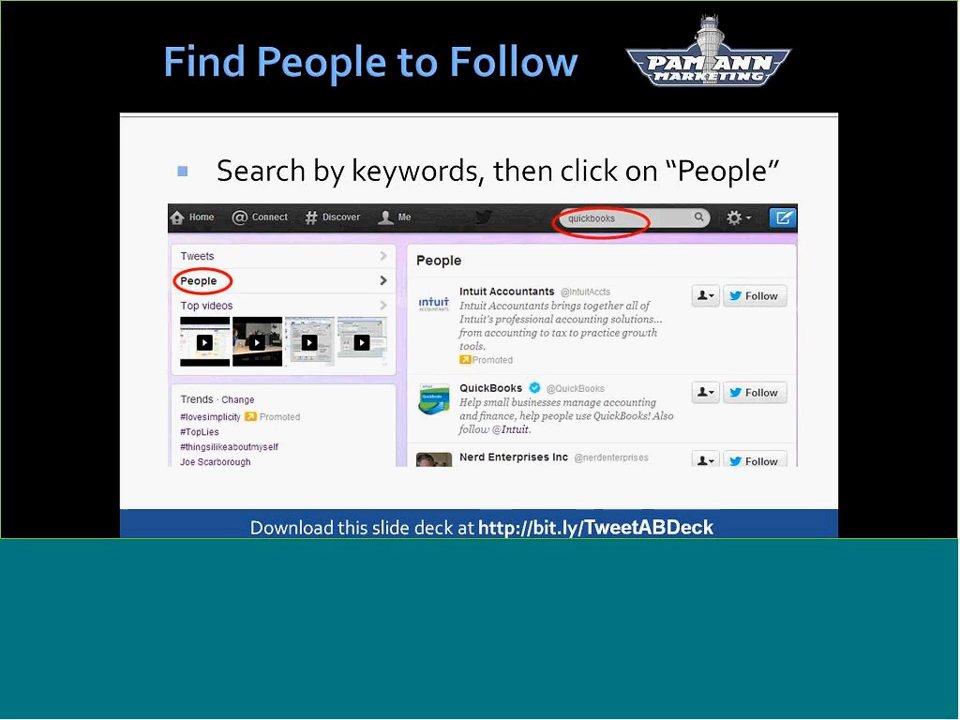 Find People to Follow
PAM ANN
MARKETING
Search by keywords, then click on “People”
Home @ Connect # Discover Me quickbooks
Tweets
People
Top videos
Trends · Change
#lovesimplicity Promoted
#TopLies
#thingsilikeaboutmyself
Joe Scarborough
People
Intuit Accountants @IntuitAccts
Intuit Accountants brings together all of
Intuit's professional accounting solutions...
from accounting to tax to practice growth
tools.
Promoted
Follow
intuit
ACCOUNTANTS
QuickBooks @QuickBooks
Help small businesses manage accounting
and finance, help people use QuickBooks! Also
follow @Intuit.
Follow
Nerd Enterprises Inc @nerdenterprises
Follow
Download this slide deck at http://bit.ly/TweetABDeck